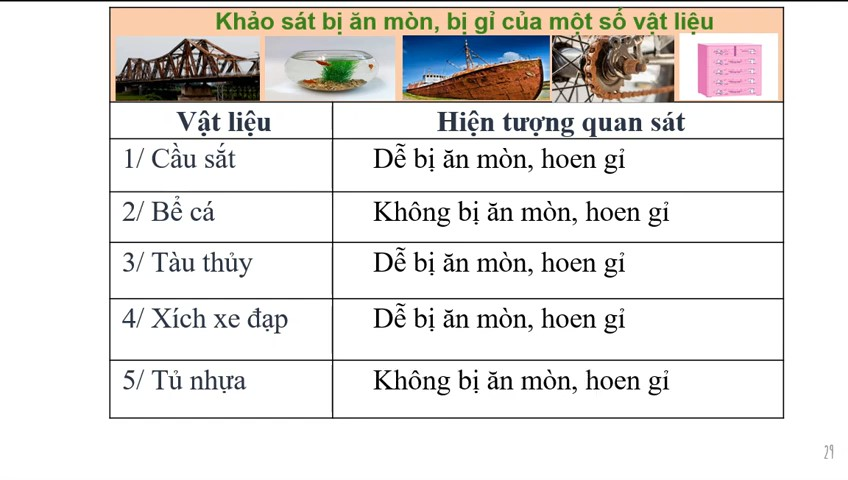 Khảo sát bị ăn mòn, bị gỉ của một số vật liệu
Vật liệu
Hiện tượng quan sát
1/ Cầu sắt
Dễ bị ăn mòn, hoen gỉ
2/ Bể cá
Không bị ăn mòn, hoen gỉ
3/ Tàu thủy
Dễ bị ăn mòn, hoen gỉ
4/ Xích xe đạp
Dễ bị ăn mòn, hoen gỉ
5/ Tủ nhựa
Không bị ăn mòn, hoen gỉ
29